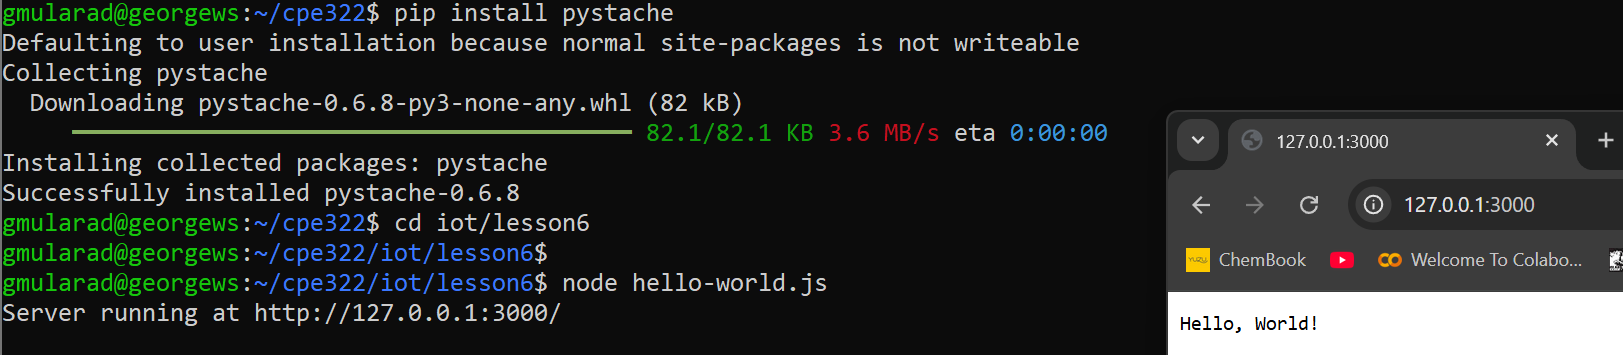 gmularad@georgews:~/cpe322$ pip install pystache
Defaulting to user installation because normal site-packages is not writeable
Collecting pystache
  Downloading pystache-0.6.8-py3-none-any.whl (82 kB)
82.1/82.1 KB 3.6 MB/s eta 0:00:00
Installing collected packages: pystache
Successfully installed pystache-0.6.8
gmularad@georgews:~/cpe322$ cd iot/lesson6
gmularad@georgews:~/cpe322/iot/lesson6$
gmularad@georgews:~/cpe322/iot/lesson6$ node hello-world.js
Server running at http://127.0.0.1:3000/
127.0.0.1:3000
127.0.0.1:3000
ChemBook
Welcome To Colabo...
Hello, World!